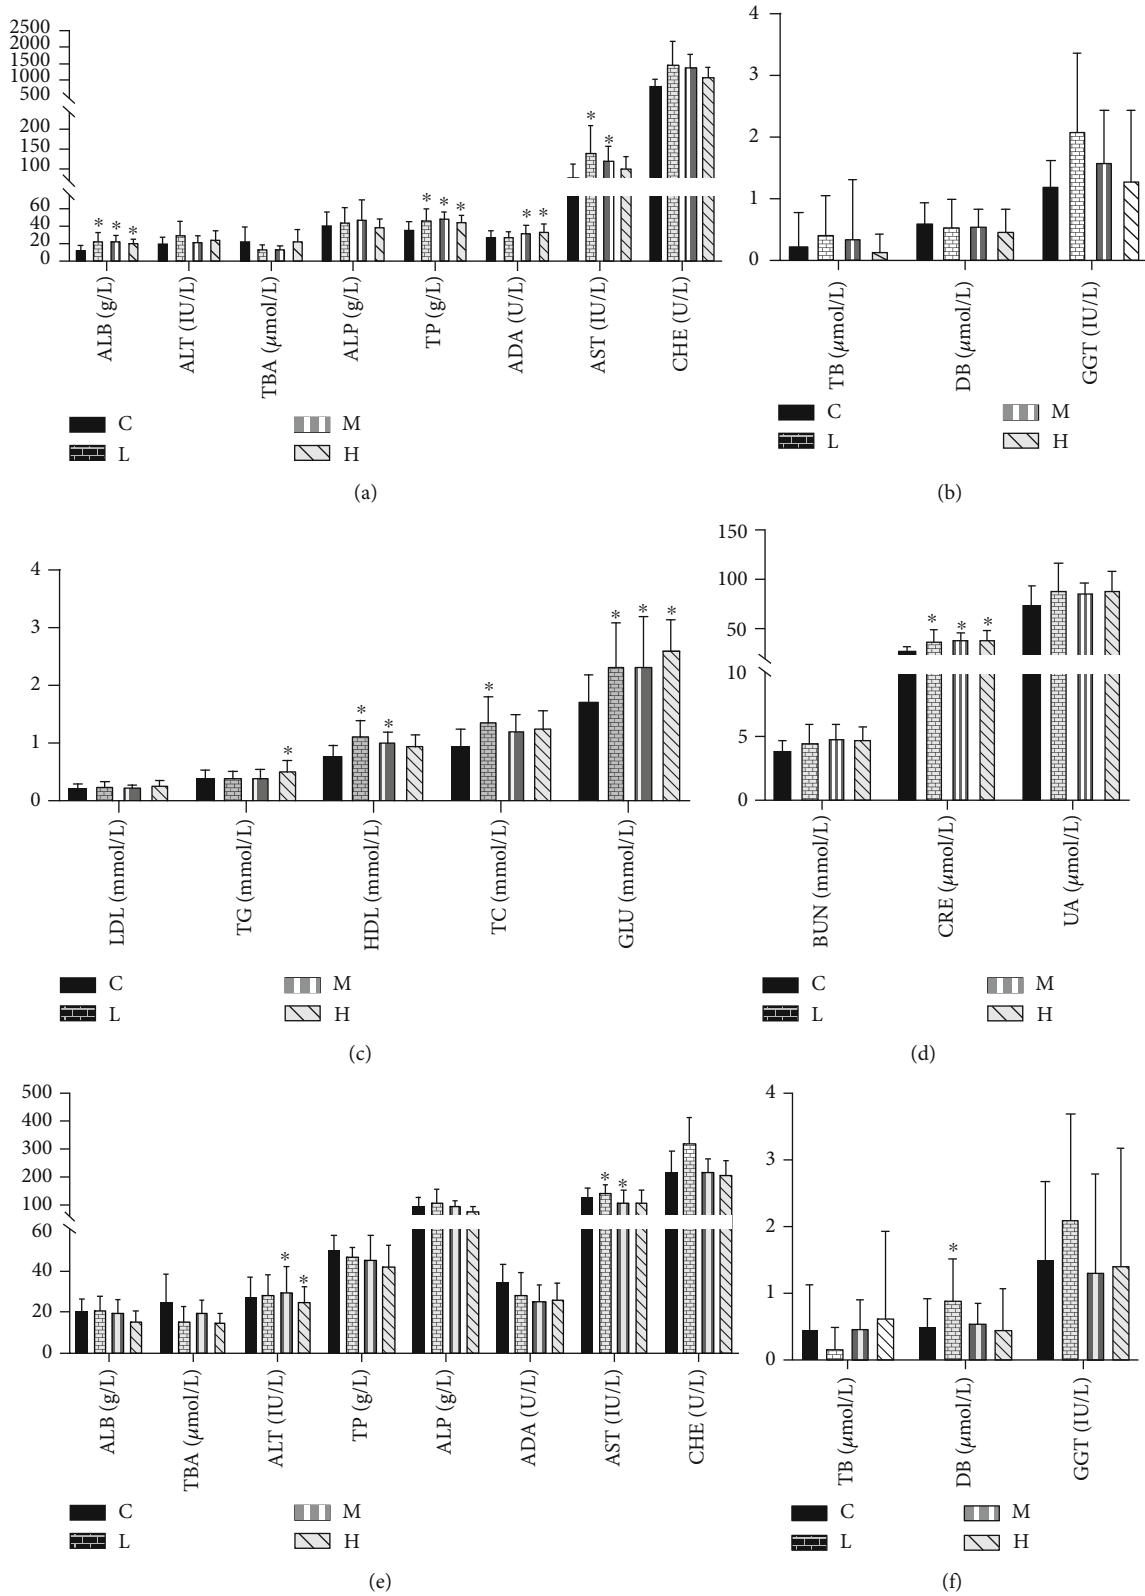 2500
2000
1500
1000
500
200
150
100
60
40
20
0
* * * * * * * * * *
ALB (g/L)
ALT (IU/L)
TBA (μmol/L)
ALP (g/L)
TP (g/L)
ADA (U/L)
AST (IU/L)
CHE (U/L)
C
L
M
H
(a)
4
3
2
1
0
TB (μmol/L)
DB (μmol/L)
GGT (IU/L)
C
L
M
H
(b)
4
3
2
1
0
* * * * * * *
LDL (mmol/L)
TG (mmol/L)
HDL (mmol/L)
TC (mmol/L)
GLU (mmol/L)
C
L
M
H
(c)
150
100
50
10
5
0
* * *
BUN (mmol/L)
CRE (μmol/L)
UA (μmol/L)
C
L
M
H
(d)
500
400
300
200
100
60
40
20
0
* * * *
ALB (g/L)
TBA (μmol/L)
ALT (IU/L)
TP (g/L)
ALP (g/L)
ADA (U/L)
AST (IU/L)
CHE (U/L)
C
L
M
H
(e)
4
3
2
1
0
*
TB (μmol/L)
DB (μmol/L)
GGT (IU/L)
C
L
M
H
(f)